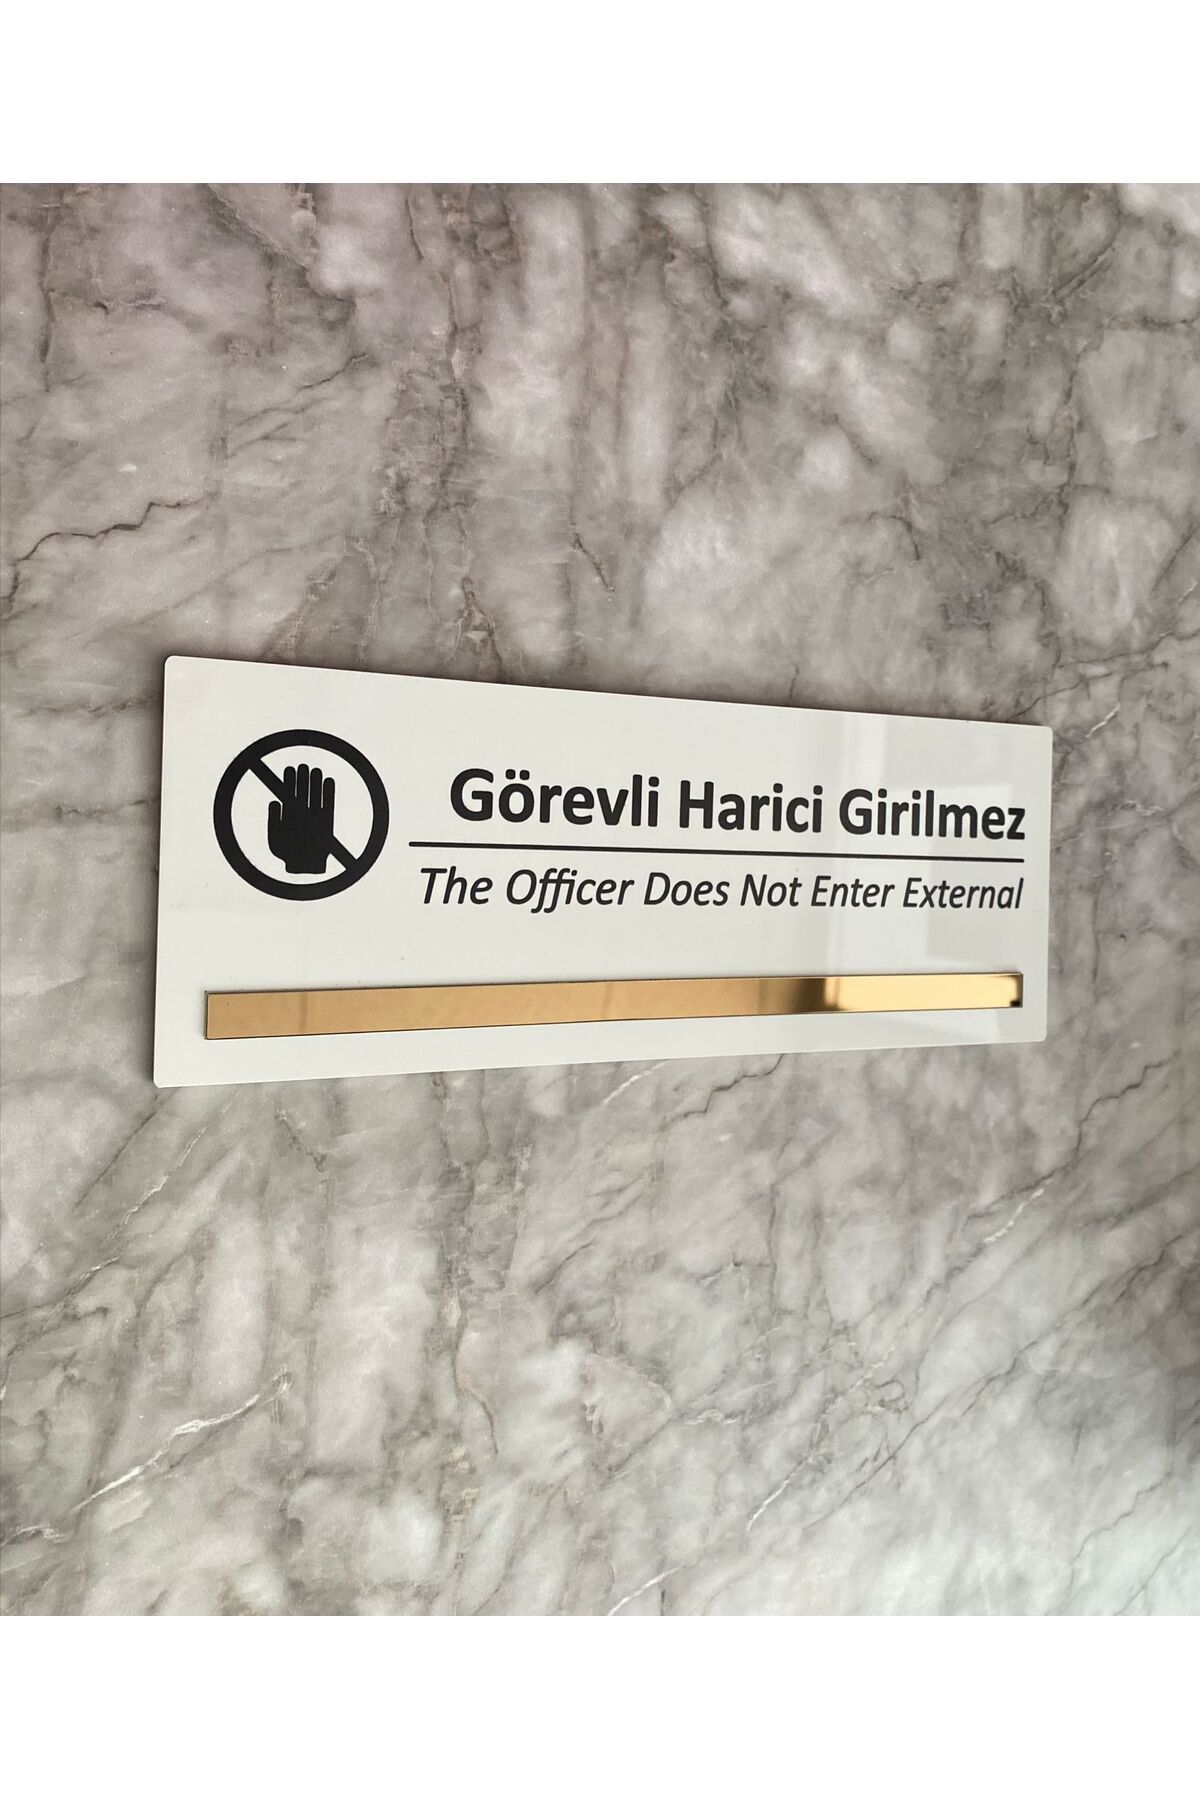 Görevli Harici Girilmez
The Officer Does Not Enter External